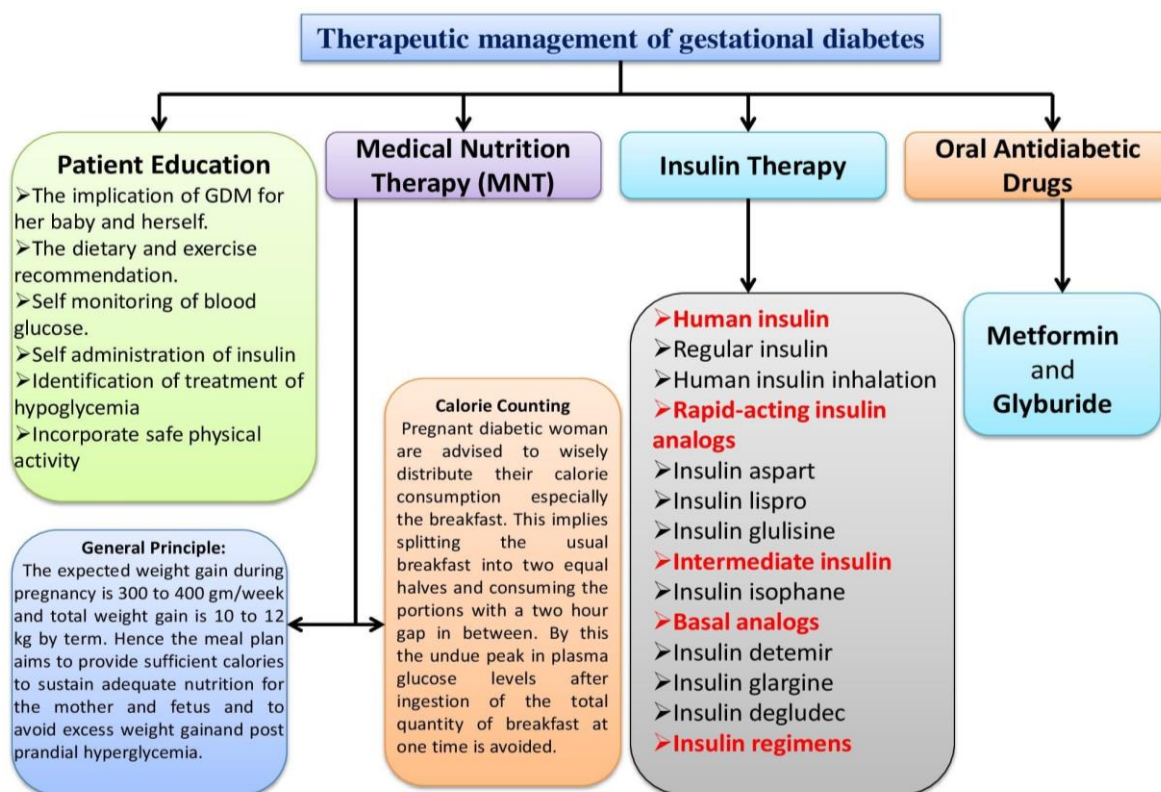 Therapeutic management of gestational diabetes
Patient Education
➤The implication of GDM for
her baby and herself.
➤The dietary and exercise
recommendation.
➤Self monitoring of blood
glucose.
➤Self administration of insulin
➤Identification of treatment of
hypoglycemia
➤Incorporate safe physical
activity
Medical Nutrition
Therapy (MNT)
General Principle:
The expected weight gain during
pregnancy is 300 to 400 gm/week
and total weight gain is 10 to 12
kg by term. Hence the meal plan
aims to provide sufficient calories
to sustain adequate nutrition for
the mother and fetus and to
avoid excess weight gainand post
prandial hyperglycemia.
Calorie Counting
Pregnant diabetic woman
are advised to wisely
distribute their calorie
consumption especially
the breakfast. This implies
splitting the usual
breakfast into two equal
halves and consuming the
portions with a two hour
gap in between. By this
the undue peak in plasma
glucose levels after
ingestion of the total
quantity of breakfast at
one time is avoided.
Insulin Therapy
➤Human insulin
➤Regular insulin
➤Human insulin inhalation
➤Rapid-acting insulin
analogs
➤Insulin aspart
➤Insulin lispro
➤Insulin glulisine
➤Intermediate insulin
➤Insulin isophane
➤Basal analogs
➤Insulin detemir
➤Insulin glargine
➤Insulin degludec
➤Insulin regimens
Oral Antidiabetic
Drugs
Metformin
and
Glyburide